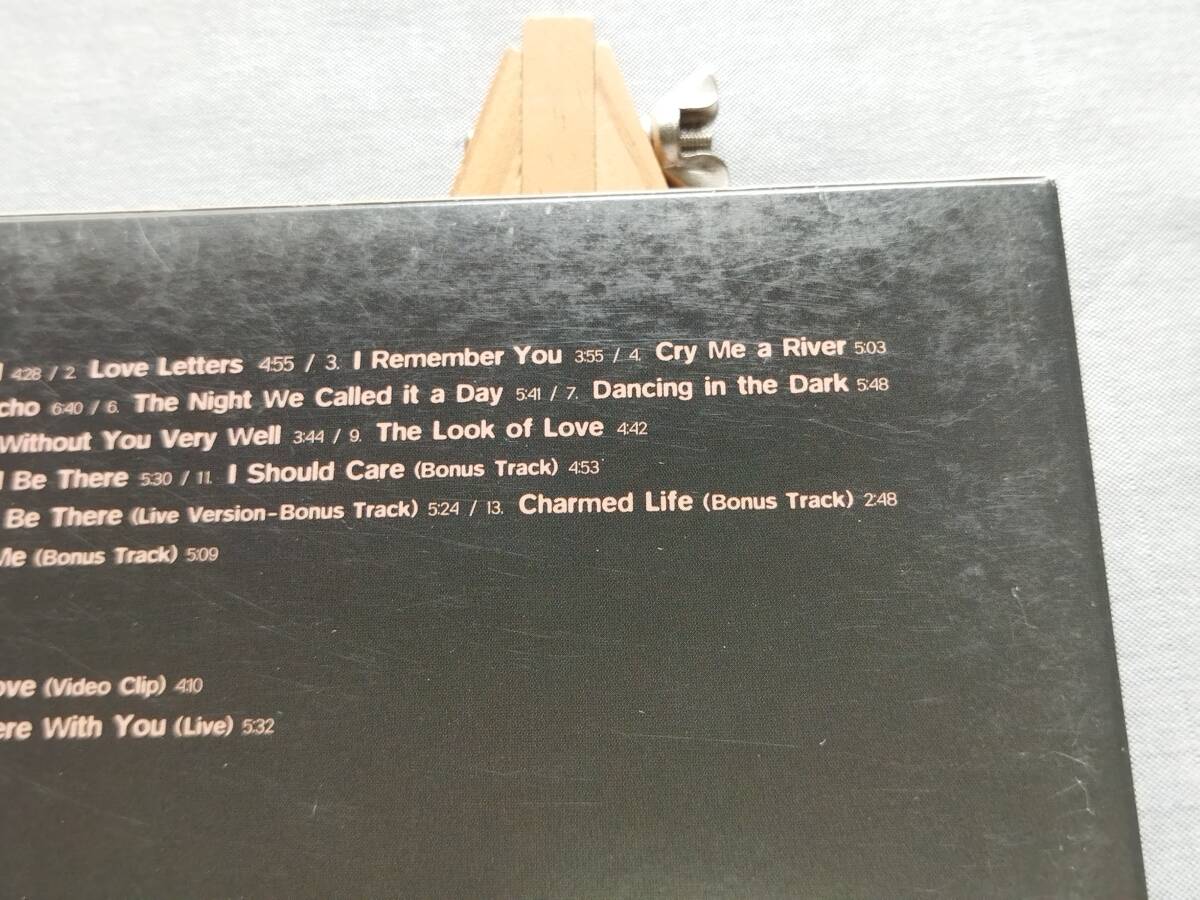 4:28 / 2. Love Letters 4:55 / 3. I Remember You 3:55 / 4. Cry Me a River 5:03
cho 6:40 / 6. The Night We Called it a Day 5:41 / 7. Dancing in the Dark 5:48
Without You Very Well 3:44 / 9. The Look of Love 4:42
l Be There 5:30 / 11. I Should Care (Bonus Track) 4:53
Be There (Live Version-Bonus Track) 5:24 / 13. Charmed Life (Bonus Track) 2:48
Me (Bonus Track) 5:09
ove (Video Clip) 4:10
ere With You (Live) 5:32